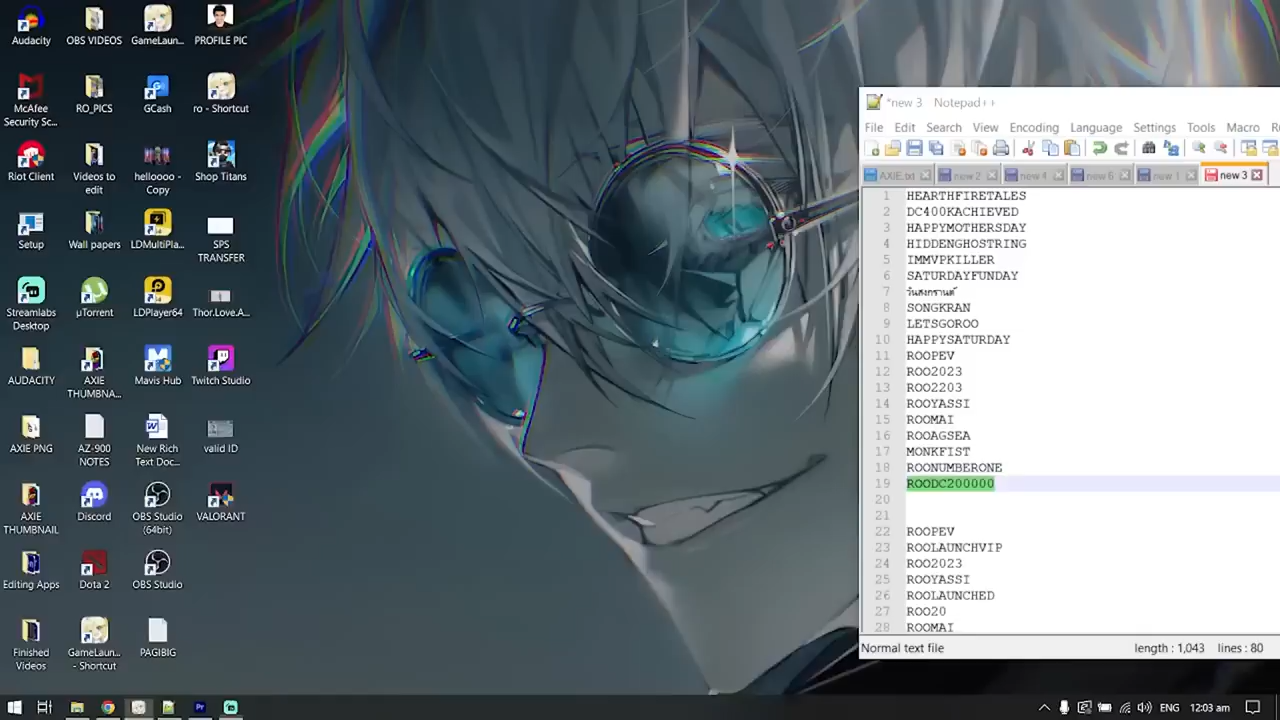 Audacity
OBS VIDEOS
GameLaun...
PROFILE PIC
McAfee
Security Sc...
RO_PICS
GCash
ro - Shortcut
Riot Client
Videos to
edit
helloooo -
Copy
Shop Titans
Setup
Wall papers
LDMultiPla...
SPS
TRANSFER
Streamlabs
Desktop
µTorrent
LDPlayer64
Thor.Love.A...
AUDACITY
AXIE
THUMBNA...
Mavis Hub
Twitch Studio
AXIE PNG
AZ-900
NOTES
New Rich
Text Doc...
valid ID
AXIE
THUMBNAIL
Discord
OBS Studio
(64bit)
VALORANT
Editing Apps
Dota 2
OBS Studio
Finished
Videos
GameLaun...
- Shortcut
PAGIBIG
*new 3 Notepad++
File Edit Search View Encoding Language Settings Tools Macro R
AXIE.txt new 2 new 4 new 6 new 1 new 3
1 HEARTHFIRETALES
2 DC400KACHIEVED
3 HAPPYMOTHERSDAY
4 HIDDENGHOSTRING
5 IMMVPKILLER
6 SATURDAYFUNDAY
7 วันสงกรานต์
8 SONGKRAN
9 LETSGOROO
10 HAPPYSATURDAY
11 ROOPEV
12 ROO2023
13 ROO2203
14 ROOYASSI
15 ROOMAI
16 ROOAGSEA
17 MONKFIST
18 ROONUMBERONE
19 ROODC200000
20
21
22 ROOPEV
23 ROOLAUNCHVIP
24 ROO2023
25 ROOYASSI
26 ROOLAUNCHED
27 ROO20
28 ROOMAI
Normal text file length : 1,043 lines : 80
ENG 12:03 am